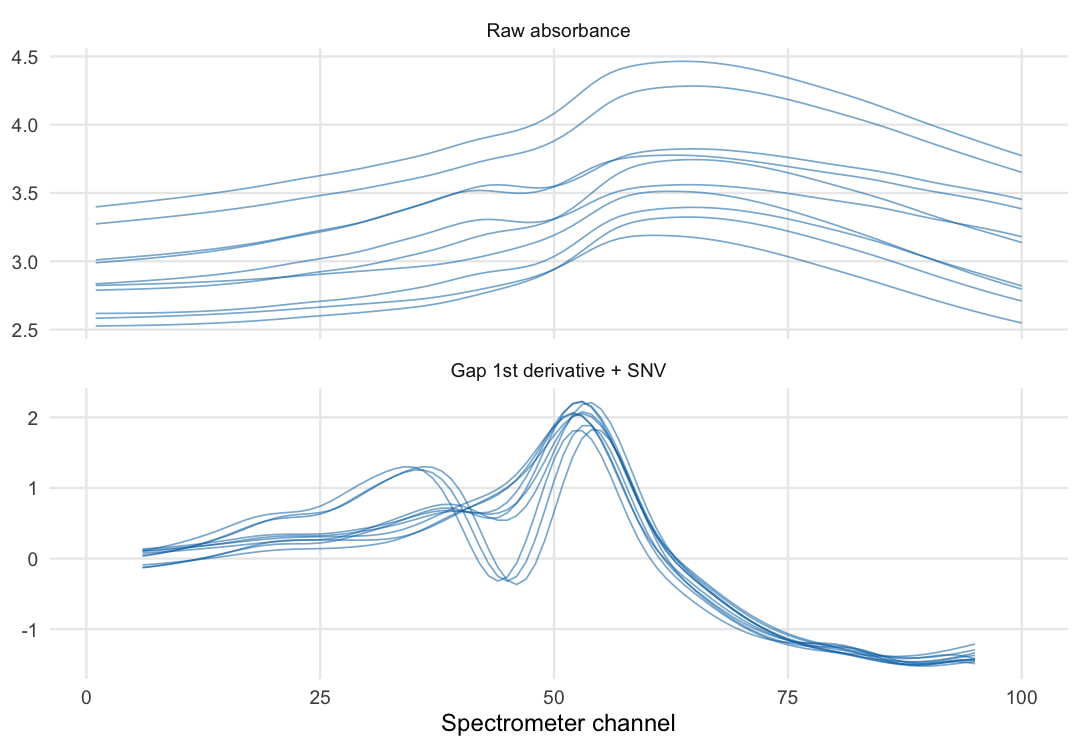 Raw absorbance
4.5
4.0
3.5
3.0
2.5
Gap 1st derivative + SNV
2
1
0
-1
0 25 50 75 100
Spectrometer channel